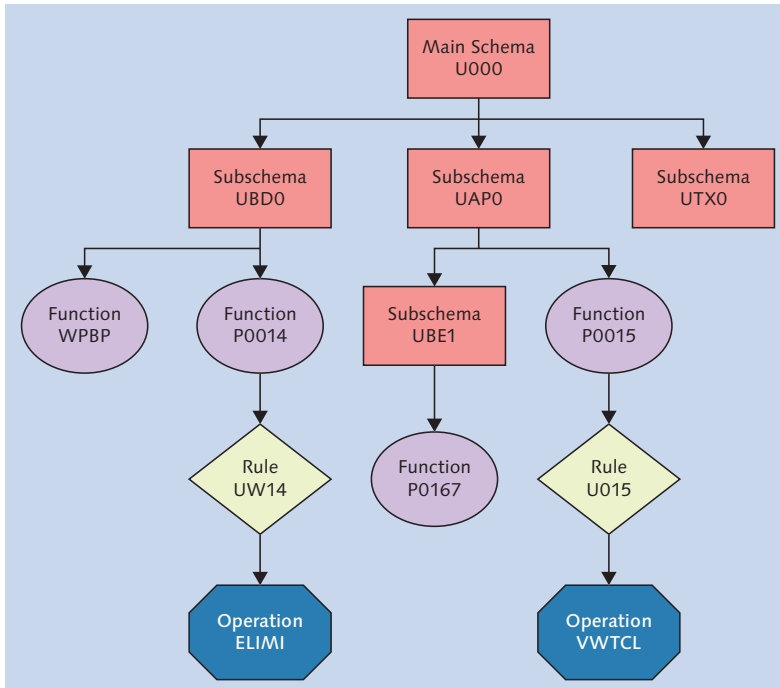 Main Schema
U000
Subschema
UBD0
Subschema
UAP0
Subschema
UTX0
Function
WPBP
Function
P0014
Subschema
UBE1
Function
P0015
Rule
UW14
Function
P0167
Rule
U015
Operation
ELIMI
Operation
VWTCL